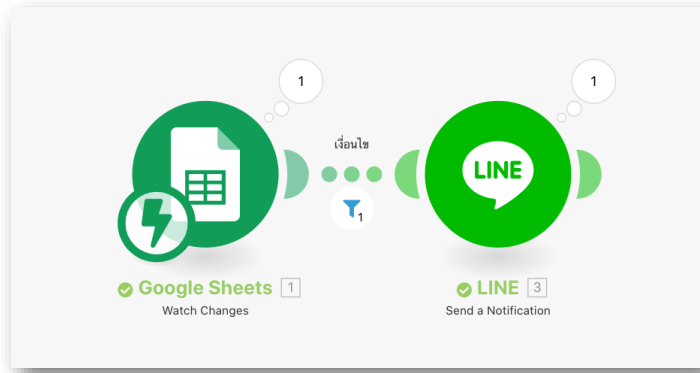 1
1
เงื่อนไข
LINE
1
Google Sheets 1
LINE 3
Watch Changes
Send a Notification